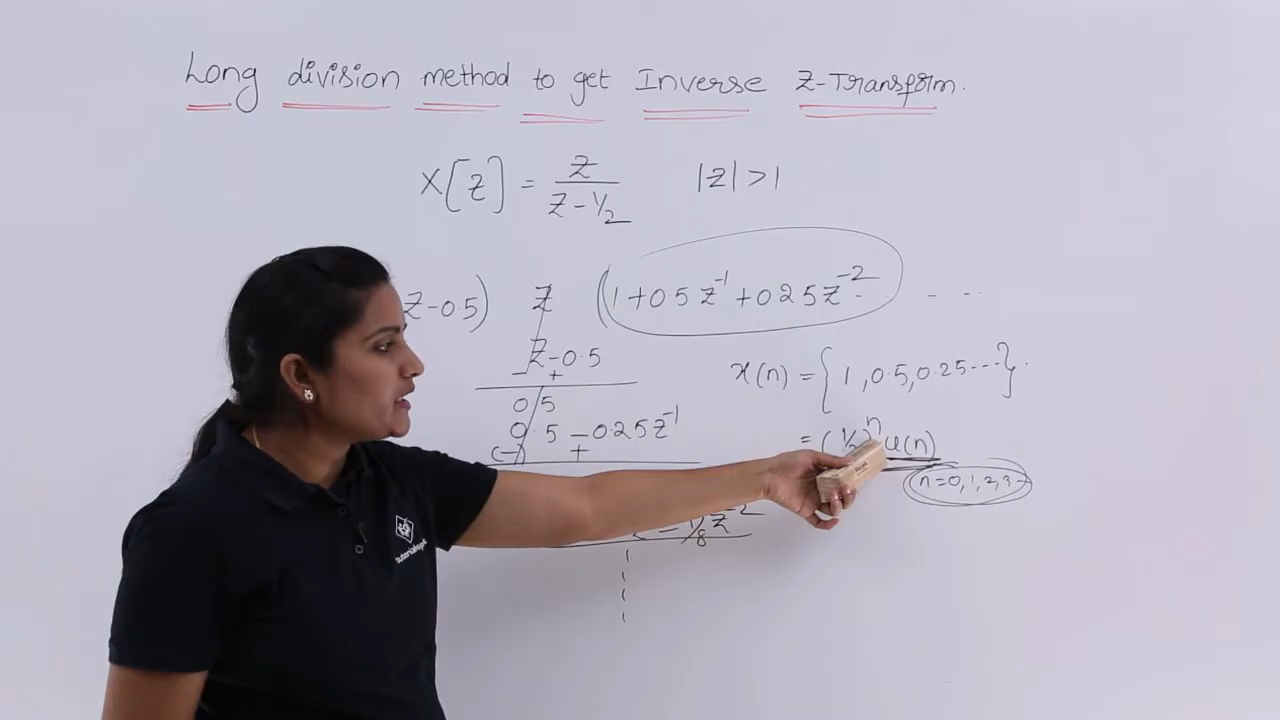 Long division method to get Inverse Z-Transform.
X[Z] = Z / Z - 1/2   |Z| > 1
Z-0.5) Z (1+0.5 Z^-1 + 0.25 Z^-2 - ---
Z-0.5
- +
0.5
0.5 - 0.25 Z^-1
(-) +
- 1/8 Z^-2
x(n) = { 1, 0.5, 0.25 --- }.
= (1/2)^n u(n)
n=0,1,2,3-